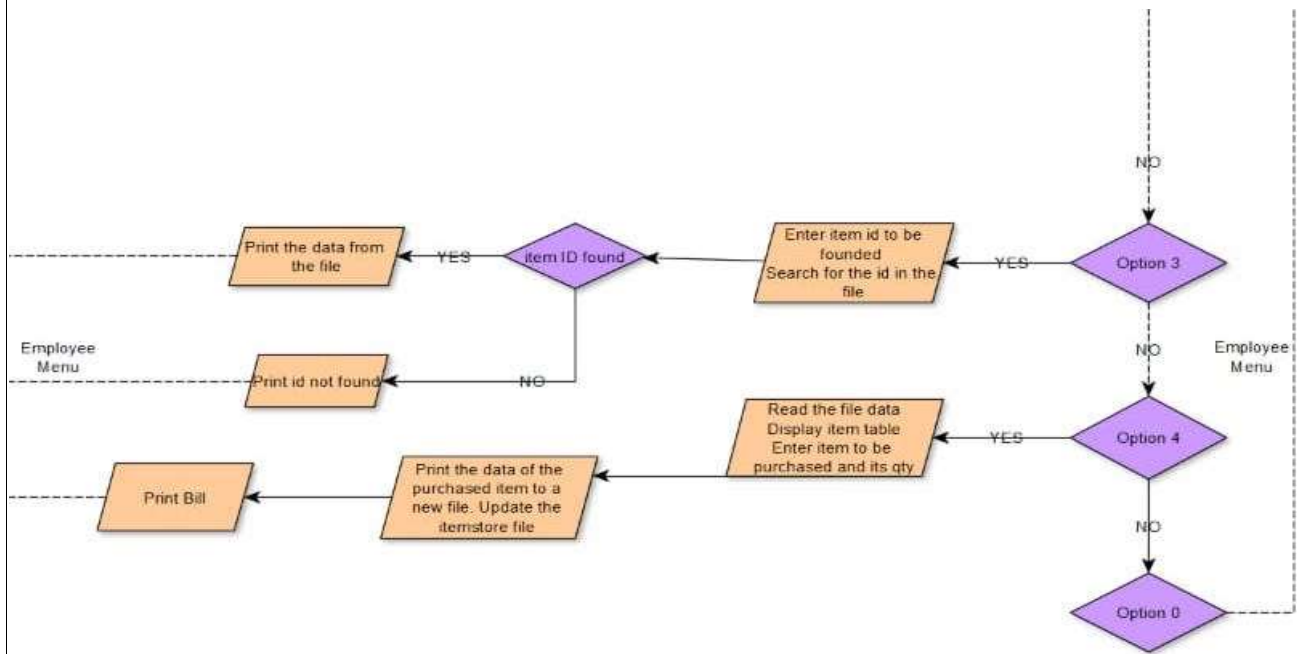 NO
Print the data from
the file
YES
item ID found
Enter item id to be
founded
Search for the id in the
file
YES
Option 3
Employee
Menu
Print id not found
NO
NO
Employee
Menu
Read the file data
Display item table
Enter item to be
purchased and its qty
YES
Option 4
Print Bill
Print the data of the
purchased item to a
new file. Update the
itemstore file
NO
Option 0